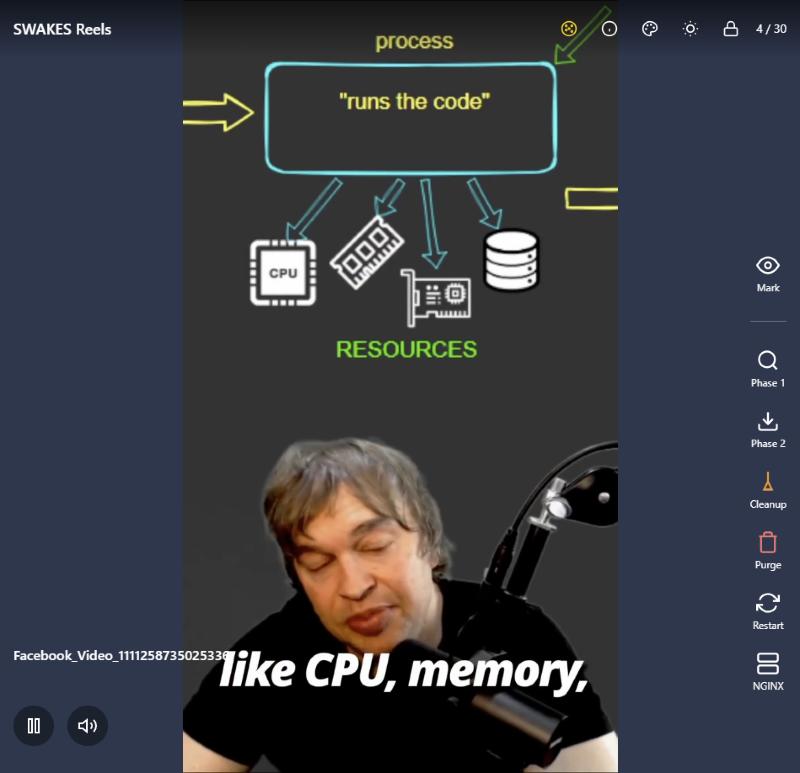 SWAKES Reels
4 / 30
process
"runs the code"
CPU
RESOURCES
Mark
Phase 1
Phase 2
Cleanup
Purge
Restart
NGINX
Facebook_Video_1111258735025336
like CPU, memory,